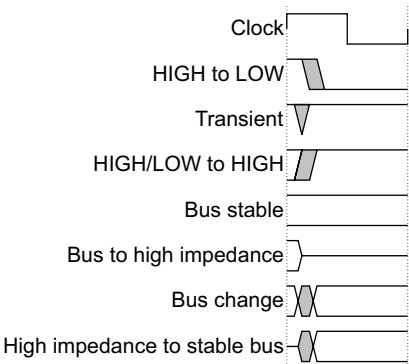 Clock
HIGH to LOW
Transient
HIGH/LOW to HIGH
Bus stable
Bus to high impedance
Bus change
High impedance to stable bus